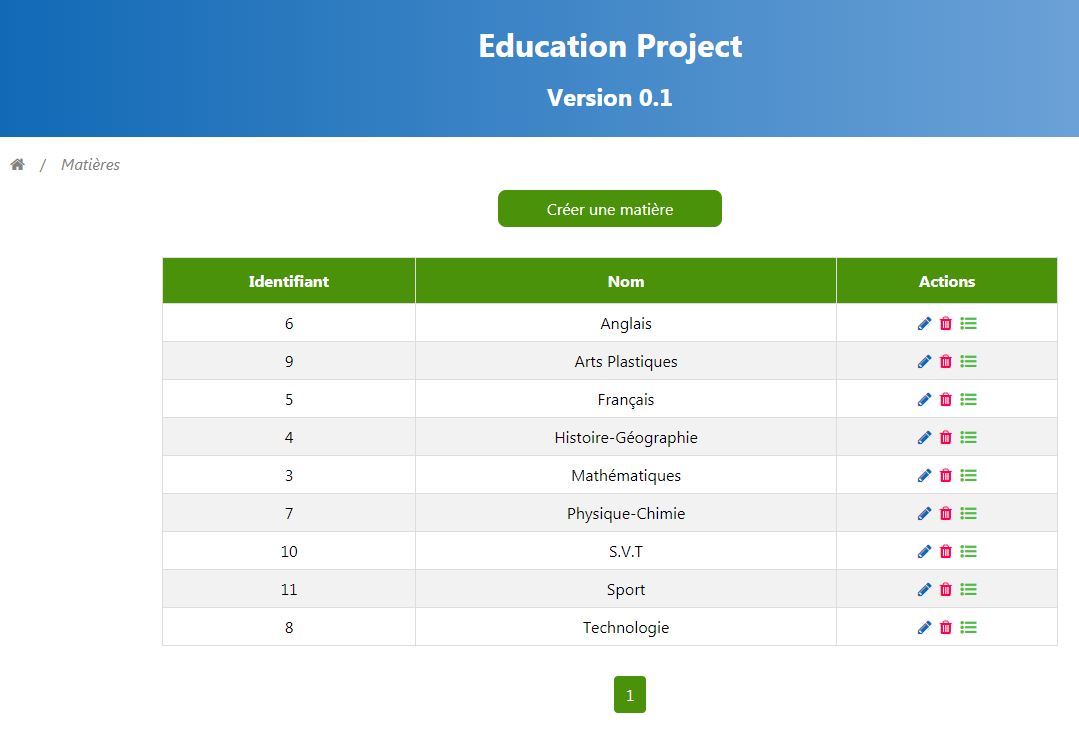 Education Project
Version 0.1
/ Matières
Créer une matière
Identifiant Nom Actions
6 Anglais
9 Arts Plastiques
5 Français
4 Histoire-Géographie
3 Mathématiques
7 Physique-Chimie
10 S.V.T
11 Sport
8 Technologie
1